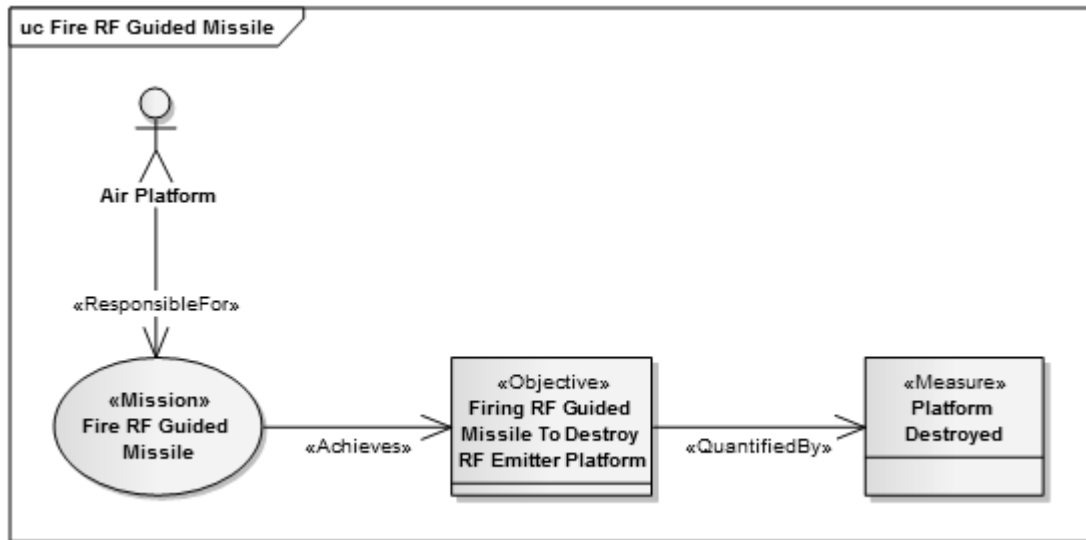 uc Fire RF Guided Missile
Air Platform
«ResponsibleFor»
«Mission»
Fire RF Guided
Missile
«Achieves»
«Objective»
Firing RF Guided
Missile To Destroy
RF Emitter Platform
«QuantifiedBy»
«Measure»
Platform
Destroyed